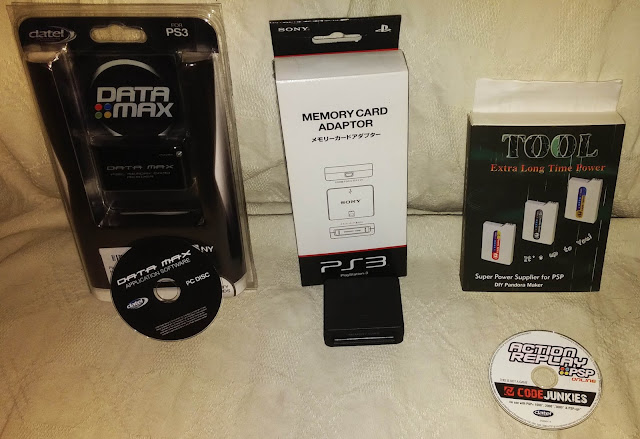 datel
FOR
PS3
DATA
MAX
DATA MAX
DATA MAX
APPLICATION SOFTWARE
PC DISC
datel
SONY
MEMORY CARD
ADAPTOR
メモリーカードアダプター
SONY
PS3
PlayStation 3
TOOL
Extra Long Time Power
It's up to You!
Super Power Supplier for PSP
DIY Pandora Maker
ACTION
REPLAY
PSP
ONLINE
CODEJUNKIES
datel